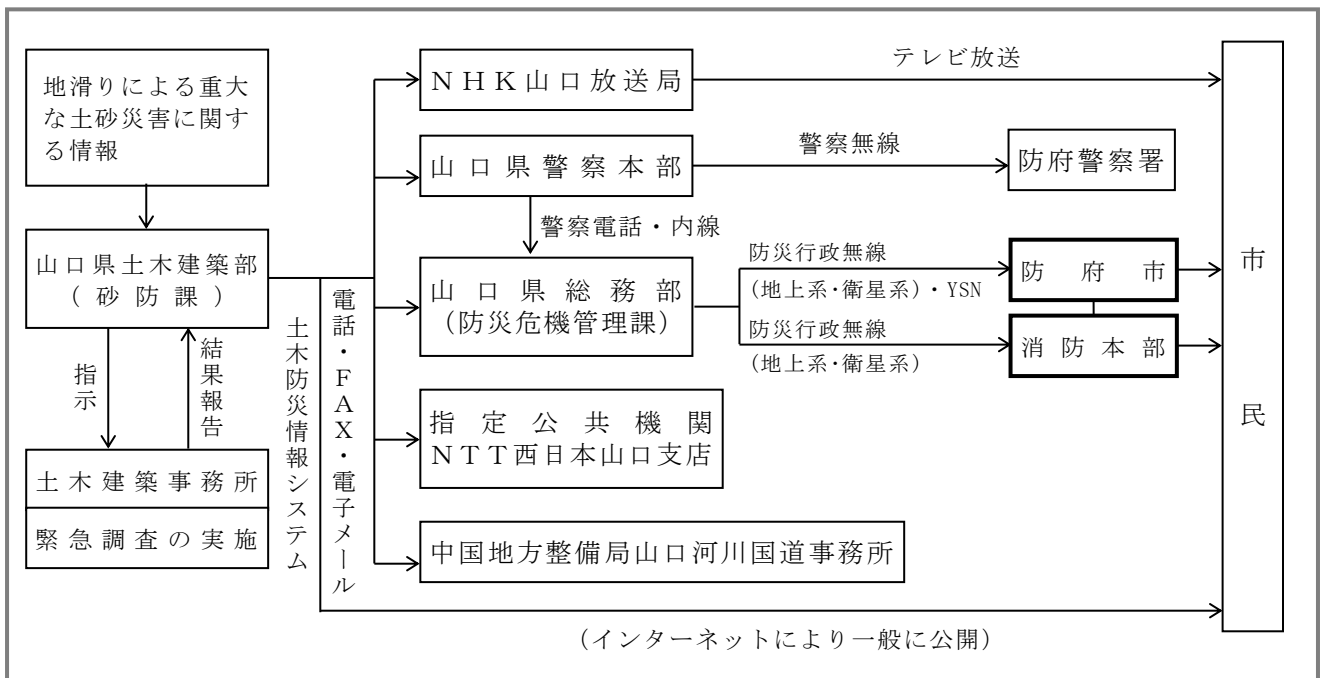 地滑りによる重大
な土砂災害に関す
る情報
山口県土木建築部
(砂防課)
指示
結果報告
土木建築事務所
緊急調査の実施
土木防災情報システム
電話・FAX・電子メール
NHK山口放送局
テレビ放送
山口県警察本部
警察無線
防府警察署
警察電話・内線
山口県総務部
(防災危機管理課)
防災行政無線
(地上系・衛星系)・YSN
防災行政無線
(地上系・衛星系)
防府市
消防本部
指定公共機関
NTT西日本山口支店
中国地方整備局山口河川国道事務所
(インターネットにより一般に公開)
市民